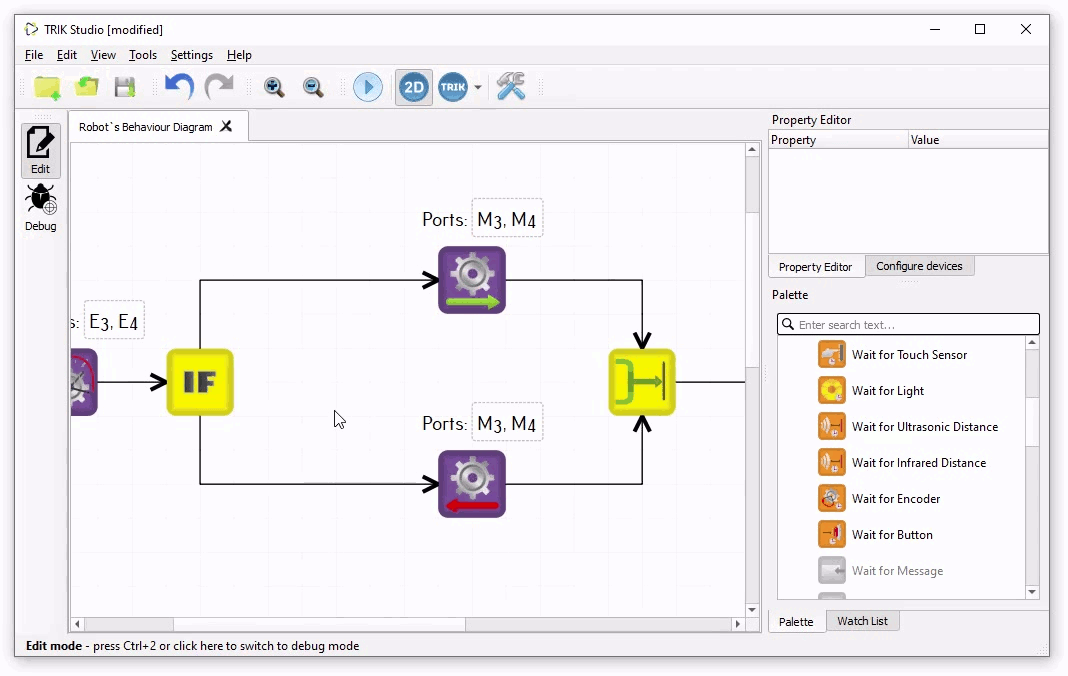 TRIK Studio [modified]
File Edit View Tools Settings Help
2D TRIK
Robot`s Behaviour Diagram
Edit
Debug
Ports: M3, M4
s: E3, E4
IF
Ports: M3, M4
Property Editor
Property Value
Property Editor Configure devices
Palette
Enter search text...
Wait for Touch Sensor
Wait for Light
Wait for Ultrasonic Distance
Wait for Infrared Distance
Wait for Encoder
Wait for Button
Wait for Message
Palette Watch List
Edit mode - press Ctrl+2 or click here to switch to debug mode